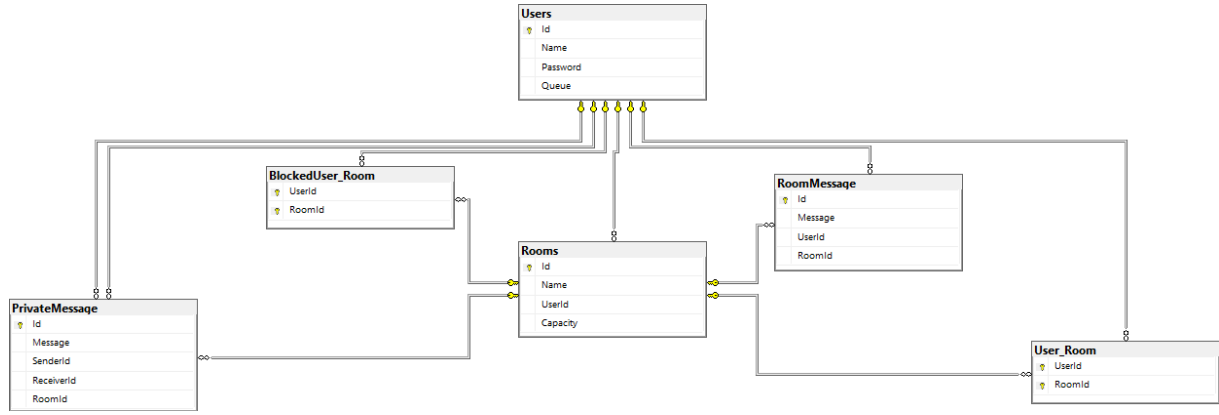 Users
Id
Name
Password
Queue
BlockedUser_Room
UserId
RoomId
RoomMessage
Id
Message
UserId
RoomId
Rooms
Id
Name
UserId
Capacity
PrivateMessage
Id
Message
SenderId
ReceiverId
RoomId
User_Room
UserId
RoomId